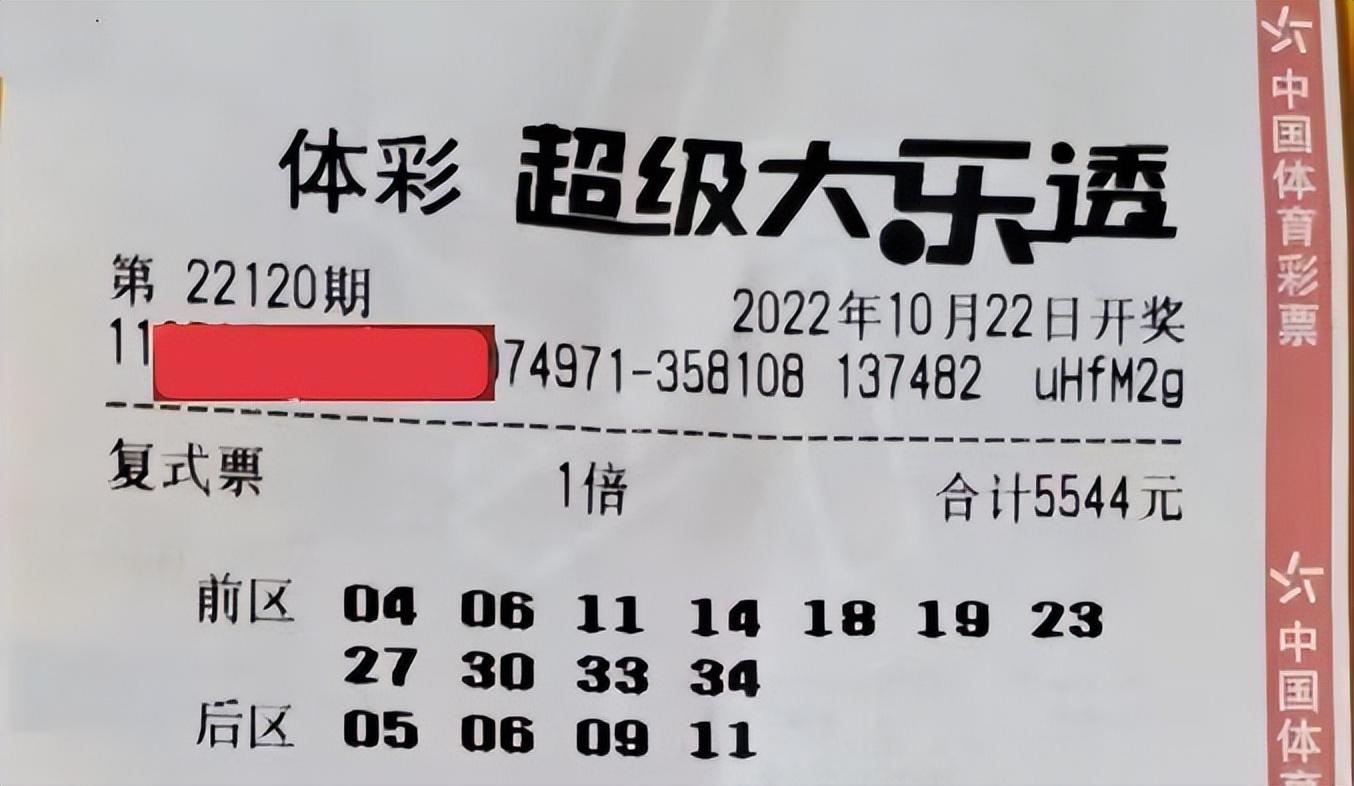 体彩 超级大乐透
第 22120期
2022年10月22日开奖
11
74971-358108 137482 uHfM2g
复式票 1倍 合计5544元
前区 04 06 11 14 18 19 23
27 30 33 34
后区 05 06 09 11
中国体育彩票
中国体育